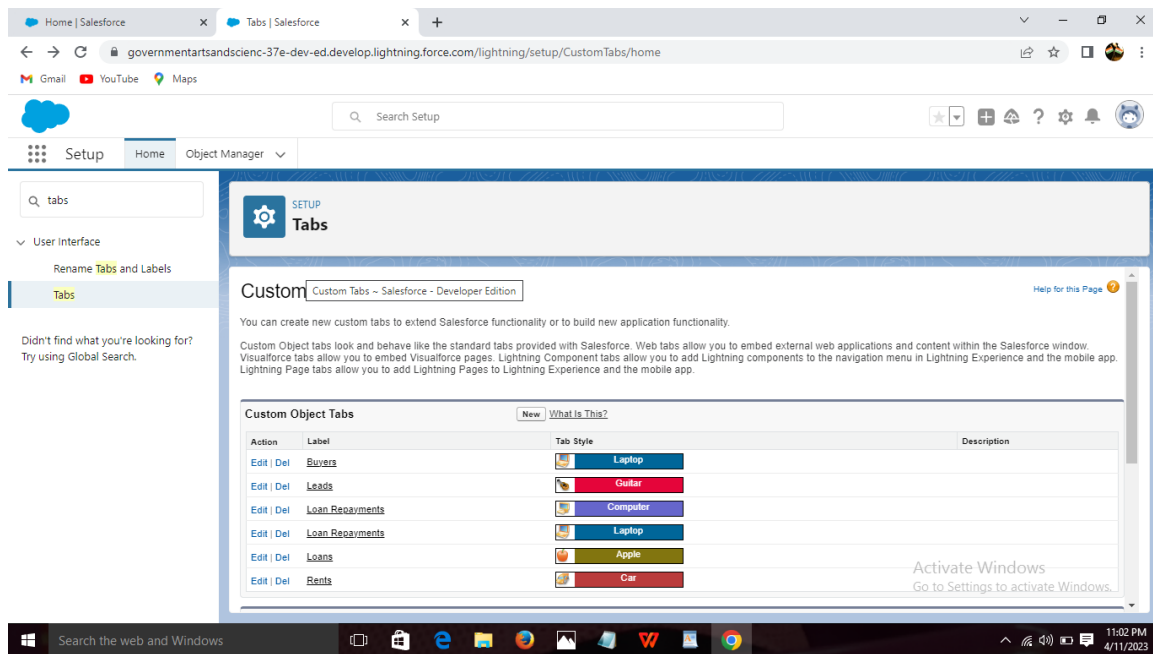 Home | Salesforce
Tabs | Salesforce
governmentartsandscienc-37e-dev-ed.develop.lightning.force.com/lightning/setup/CustomTabs/home
Gmail YouTube Maps
Search Setup
Setup Home Object Manager
tabs
User Interface
Rename Tabs and Labels
Tabs
Didn't find what you're looking for?
Try using Global Search.
SETUP
Tabs
Custom
Custom Tabs ~ Salesforce - Developer Edition
Help for this Page
You can create new custom tabs to extend Salesforce functionality or to build new application functionality.
Custom Object tabs look and behave like the standard tabs provided with Salesforce. Web tabs allow you to embed external web applications and content within the Salesforce window.
Visualforce tabs allow you to embed Visualforce pages. Lightning Component tabs allow you to add Lightning components to the navigation menu in Lightning Experience and the mobile app.
Lightning Page tabs allow you to add Lightning Pages to Lightning Experience and the mobile app.
Custom Object Tabs New What Is This?
Action Label Tab Style Description
Edit | Del Buyers Laptop
Edit | Del Leads Guitar
Edit | Del Loan Repayments Computer
Edit | Del Loan Repayments Laptop
Edit | Del Loans Apple
Edit | Del Rents Car
Activate Windows
Go to Settings to activate Windows.
Search the web and Windows
11:02 PM
4/11/2023